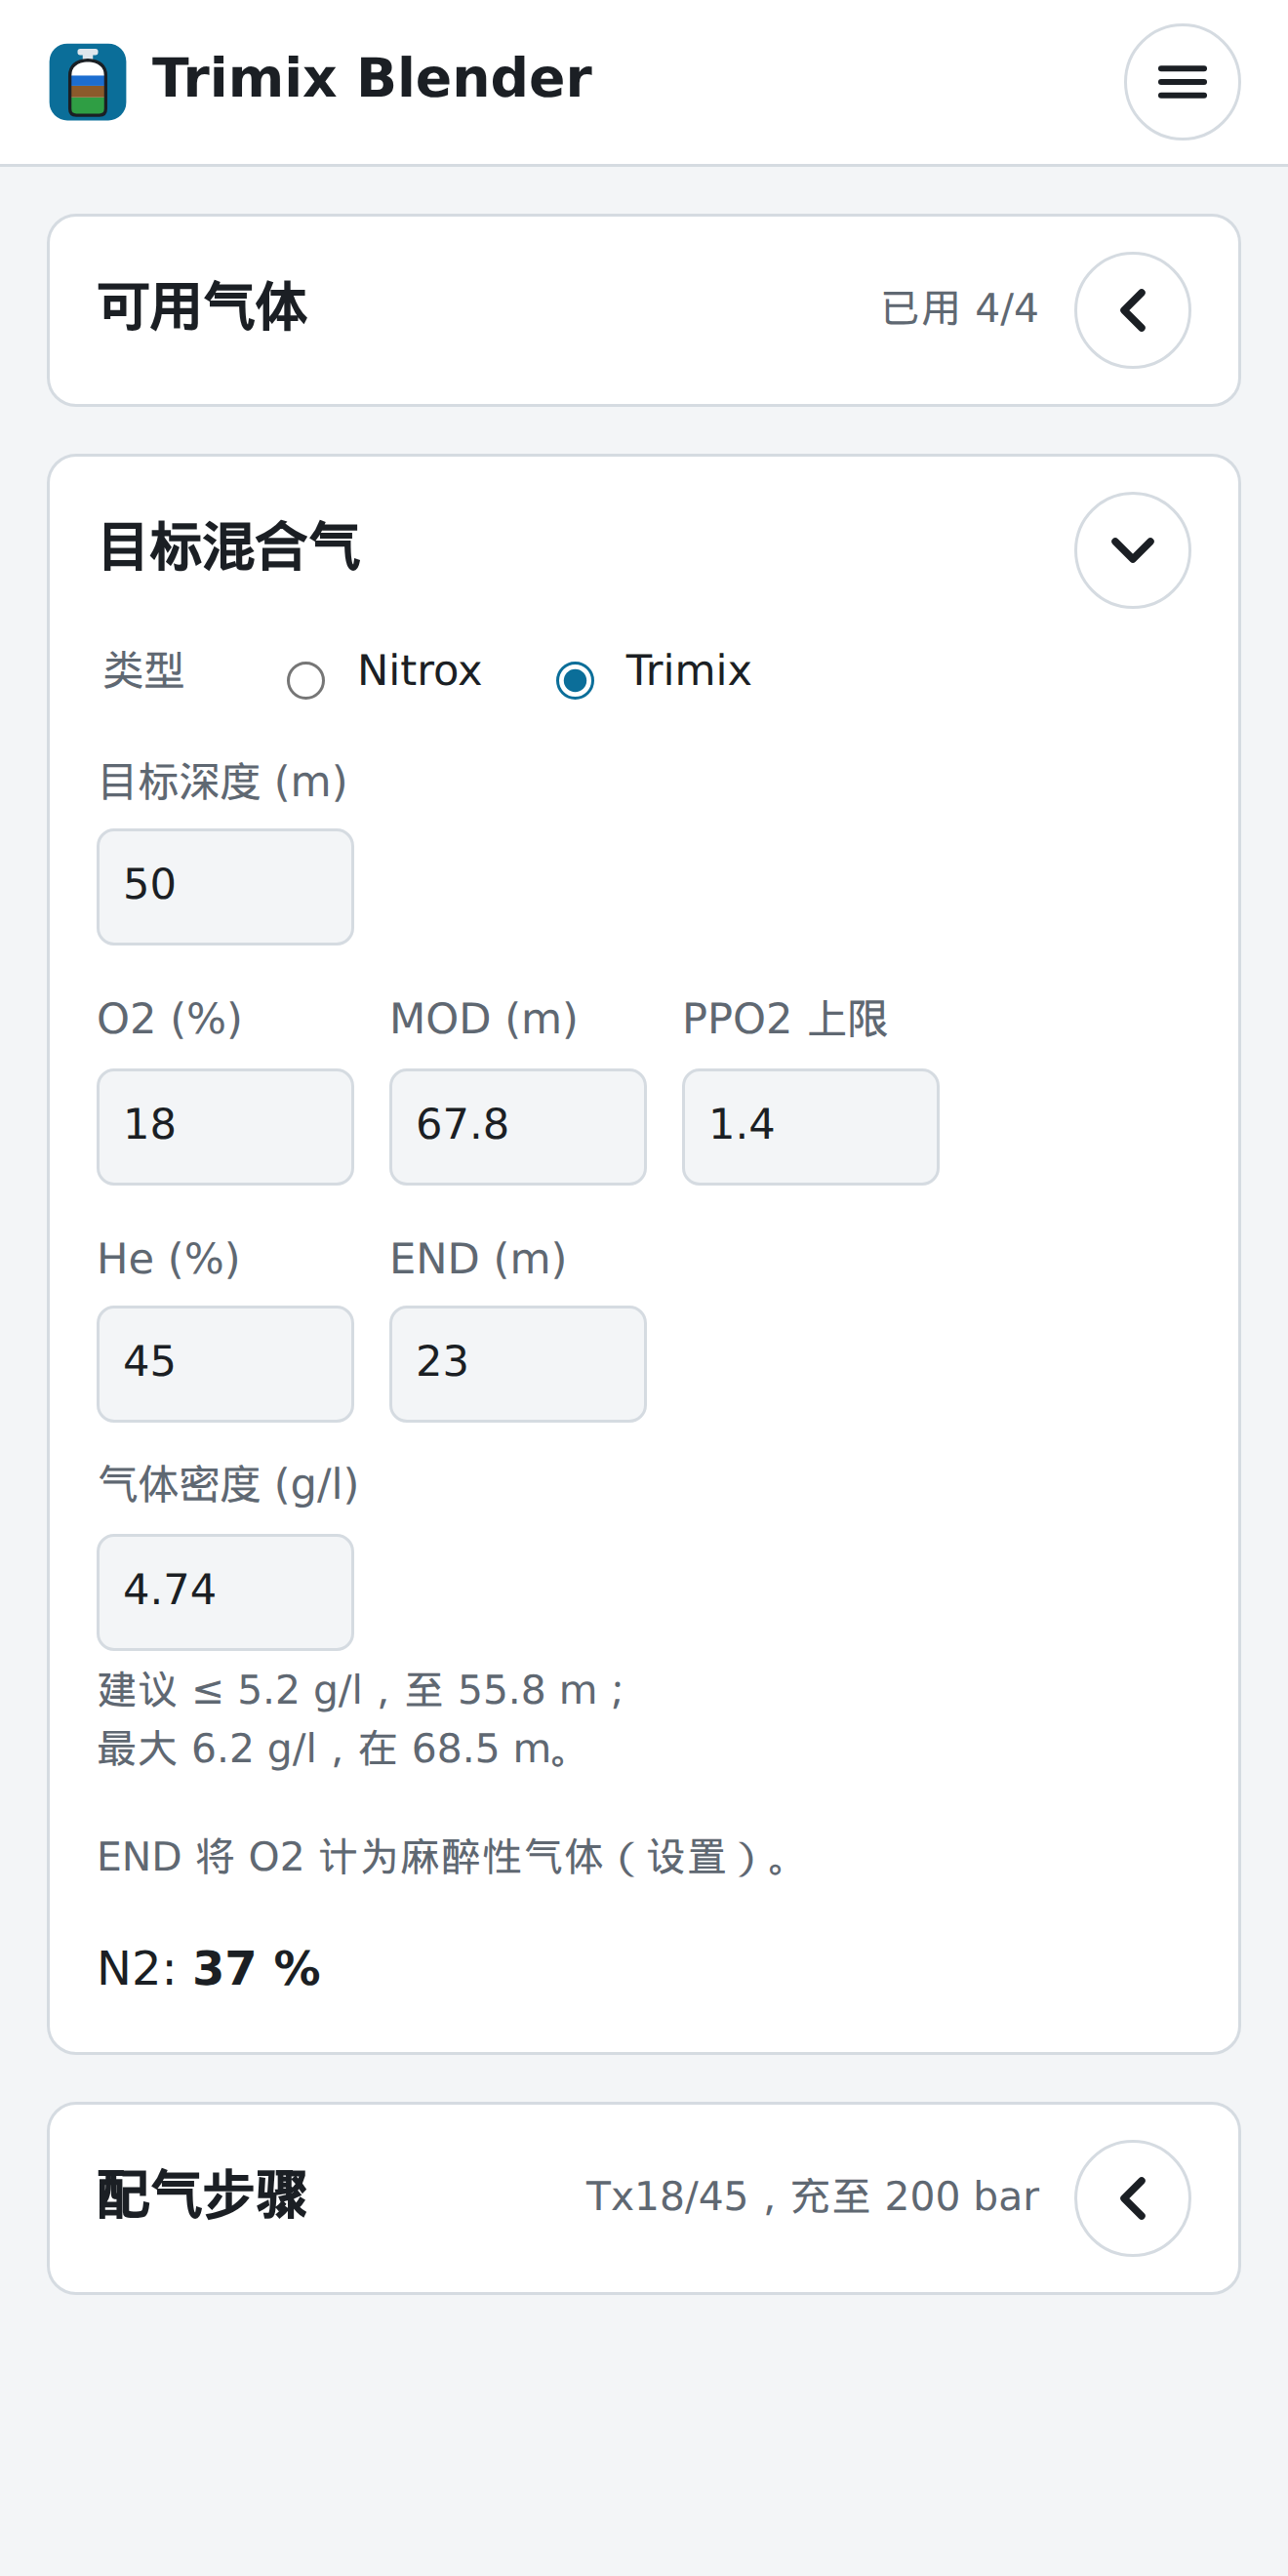 Trimix Blender
可用气体
已用 4/4
目标混合气
类型
Nitrox
Trimix
目标深度 (m)
50
O2 (%)
MOD (m)
PPO2 上限
18
67.8
1.4
He (%)
END (m)
45
23
气体密度 (g/l)
4.74
建议 ≤ 5.2 g/l，至 55.8 m；
最大 6.2 g/l，在 68.5 m。
END 将 O2 计为麻醉性气体（设置）。
N2: 37 %
配气步骤
Tx18/45，充至 200 bar